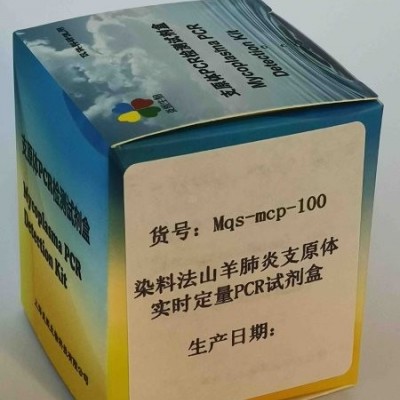 支原体PCR检测试剂盒
Mycoplasma PCR
Detection Kit
支原体PCR检测试剂盒
Mycoplasma PCR
Detection Kit
货号：Mqs-mcp-100
染料法山羊肺炎支原体
实时定量PCR试剂盒
生产日期：